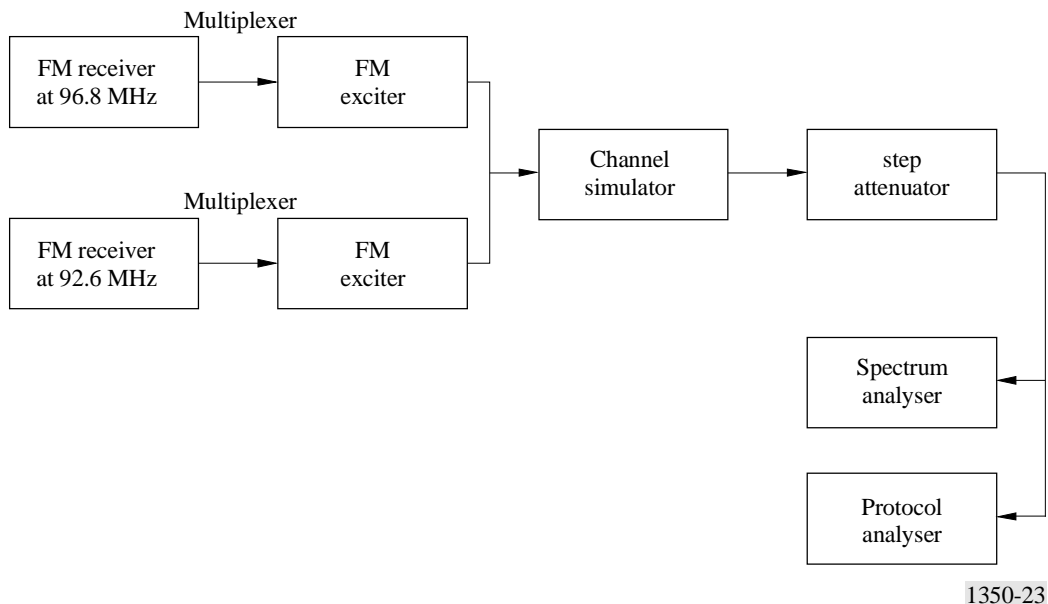 Multiplexer
FM receiver
at 96.8 MHz
FM
exciter
Channel
simulator
step
attenuator
Multiplexer
FM receiver
at 92.6 MHz
FM
exciter
Spectrum
analyser
Protocol
analyser
1350-23